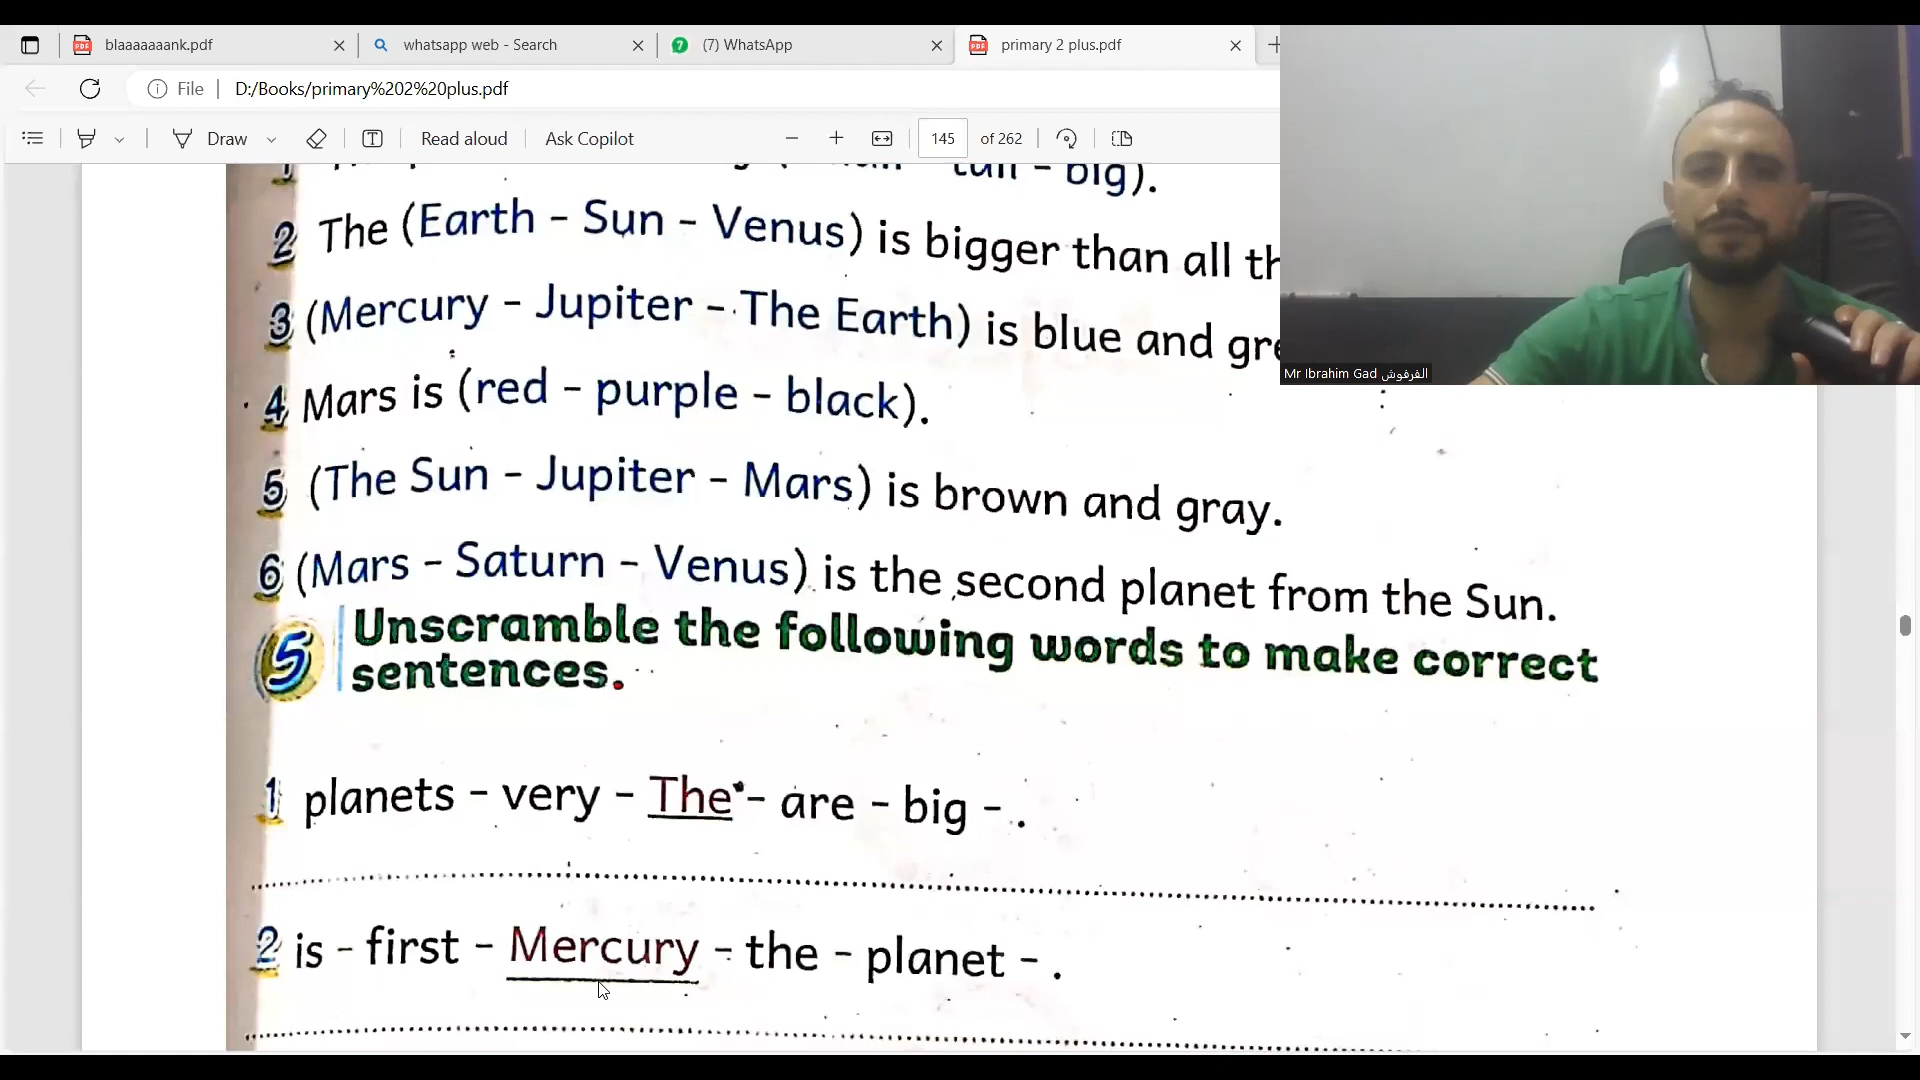 blaaaaaaank.pdf
whatsapp web - Search
(7) WhatsApp
primary 2 plus.pdf
File D:/Books/primary%202%20plus.pdf
Draw Read aloud Ask Copilot 145 of 262
1 tall - big).
2 The (Earth - Sun - Venus) is bigger than all
3 (Mercury - Jupiter - The Earth) is blue and
4 Mars is (red - purple - black).
5 (The Sun - Jupiter - Mars) is brown and gray.
6 (Mars - Saturn - Venus) is the second planet from the Sun.
5 Unscramble the following words to make correct
sentences.
1 planets - very - The - are - big - .
2 is - first - Mercury - the - planet - .
Mr Ibrahim Gad الفرفوش